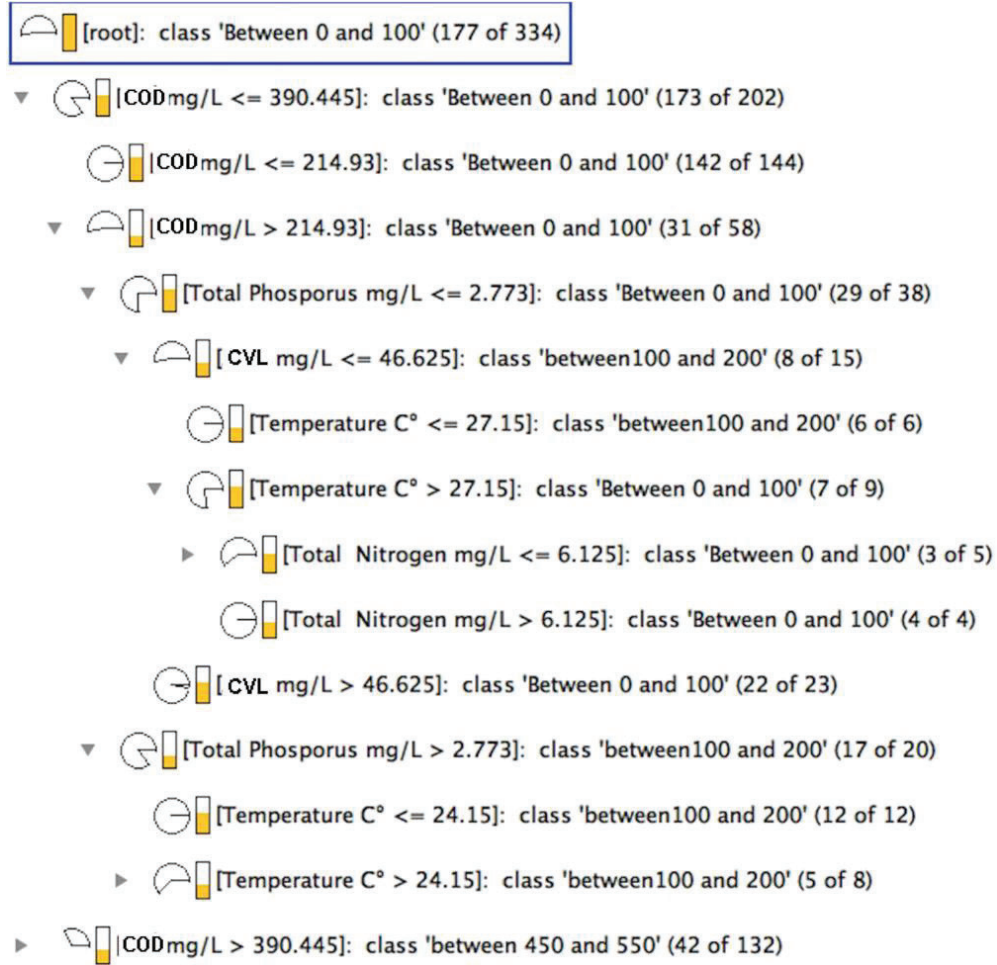 [root]: class 'Between 0 and 100' (177 of 334)
[COD mg/L <= 390.445]: class 'Between 0 and 100' (173 of 202)
[COD mg/L <= 214.93]: class 'Between 0 and 100' (142 of 144)
[COD mg/L > 214.93]: class 'Between 0 and 100' (31 of 58)
[Total Phosporus mg/L <= 2.773]: class 'Between 0 and 100' (29 of 38)
[CVL mg/L <= 46.625]: class 'between100 and 200' (8 of 15)
[Temperature C° <= 27.15]: class 'between100 and 200' (6 of 6)
[Temperature C° > 27.15]: class 'Between 0 and 100' (7 of 9)
[Total Nitrogen mg/L <= 6.125]: class 'Between 0 and 100' (3 of 5)
[Total Nitrogen mg/L > 6.125]: class 'Between 0 and 100' (4 of 4)
[CVL mg/L > 46.625]: class 'Between 0 and 100' (22 of 23)
[Total Phosporus mg/L > 2.773]: class 'between100 and 200' (17 of 20)
[Temperature C° <= 24.15]: class 'between100 and 200' (12 of 12)
[Temperature C° > 24.15]: class 'between100 and 200' (5 of 8)
[COD mg/L > 390.445]: class 'between 450 and 550' (42 of 132)